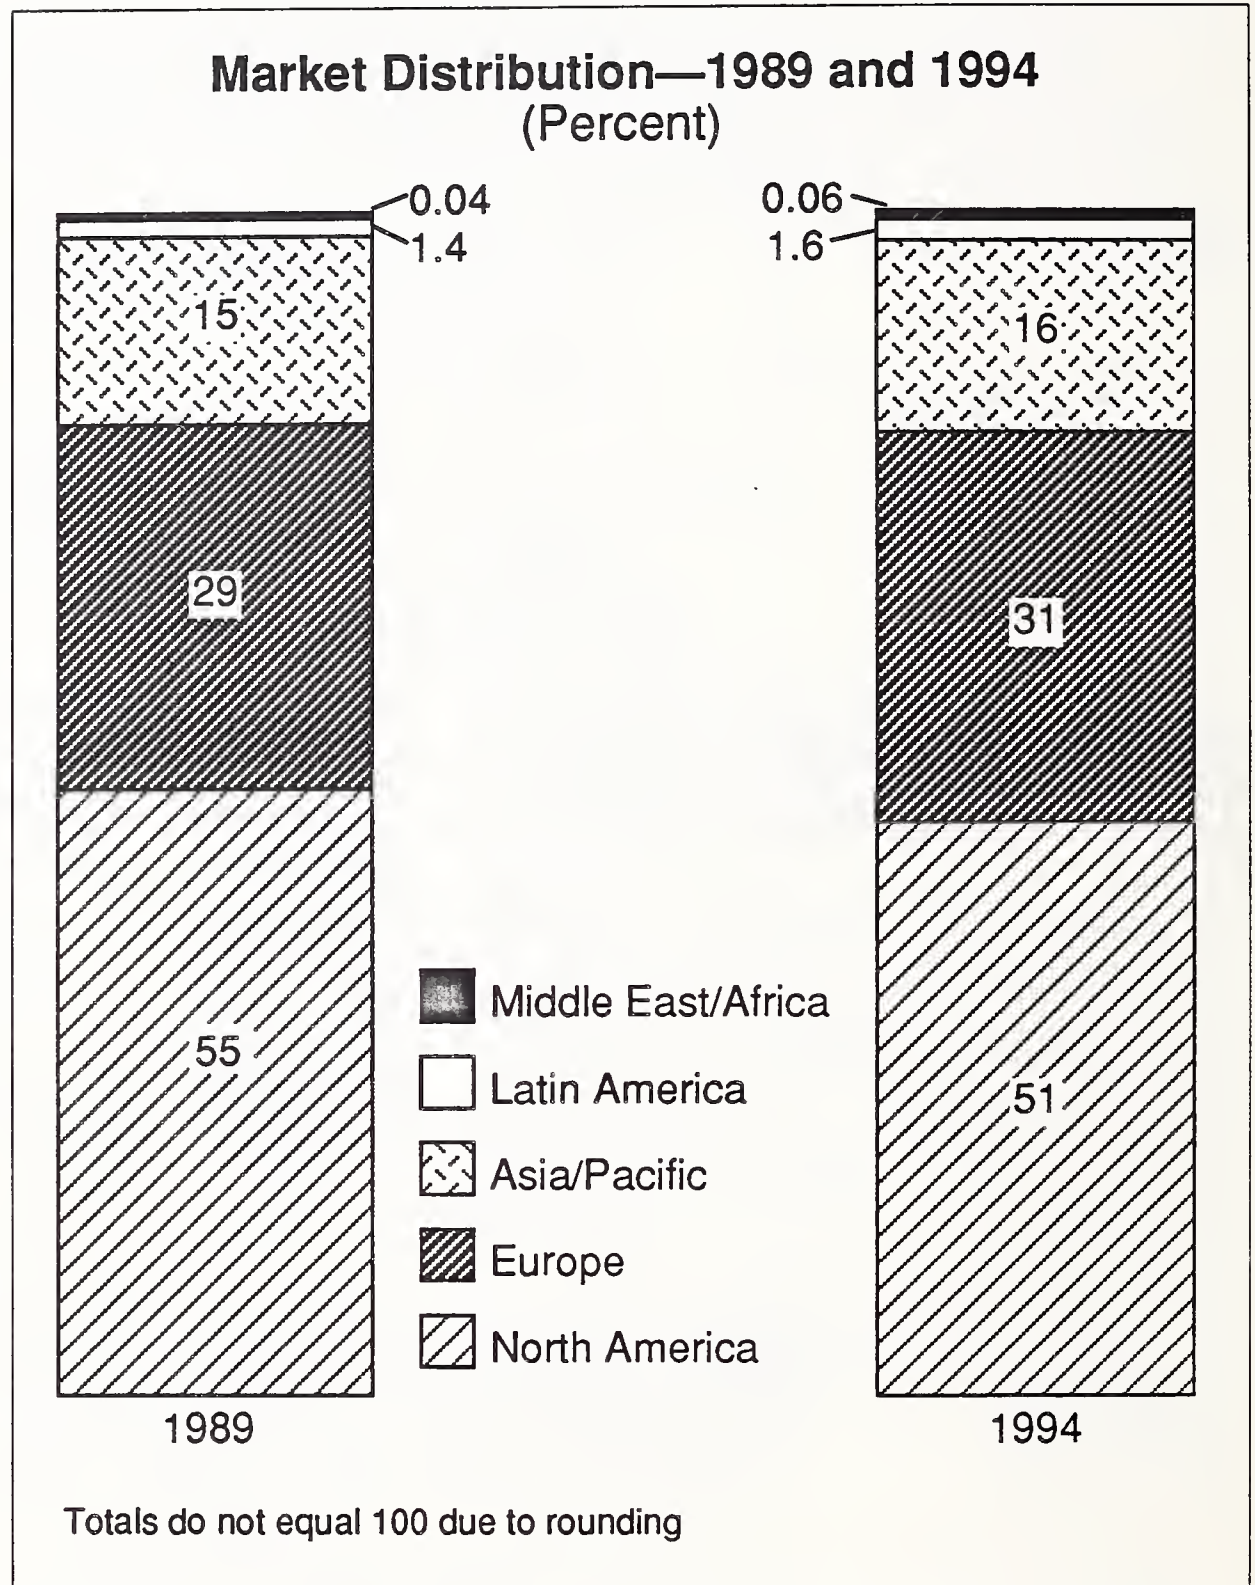 Market Distribution—1989 and 1994
(Percent)
0.04
1.4
15
29
55
0.06
1.6
16
31
51
Middle East/Africa
Latin America
Asia/Pacific
Europe
North America
1989
1994
Totals do not equal 100 due to rounding